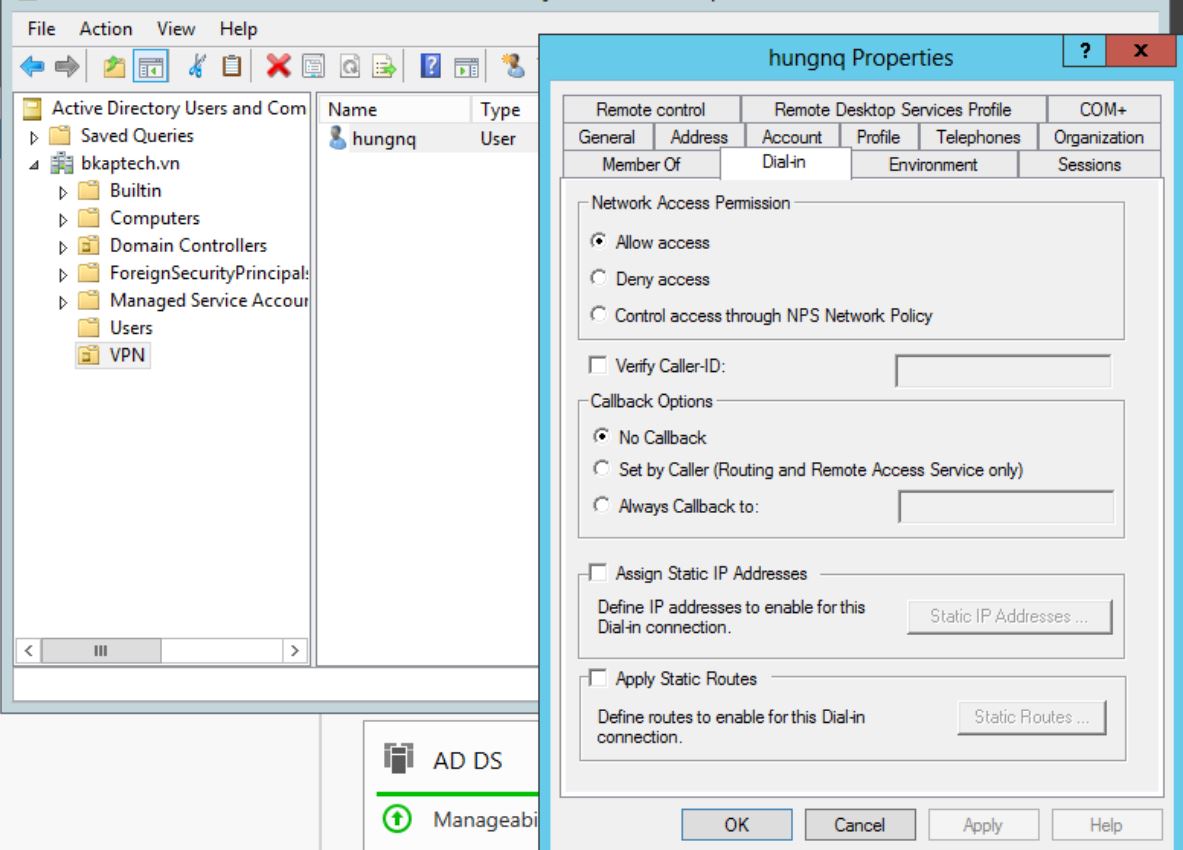 File Action View Help
Active Directory Users and Com
Saved Queries
bkaptech.vn
Builtin
Computers
Domain Controllers
ForeignSecurityPrincipals
Managed Service Accour
Users
VPN
Name Type
hungnq User
AD DS
Manageabi
hungnq Properties
? x
Remote control Remote Desktop Services Profile COM+
General Address Account Profile Telephones Organization
Member Of Dial-in Environment Sessions
Network Access Permission
Allow access
Deny access
Control access through NPS Network Policy
Verify Caller-ID:
Callback Options
No Callback
Set by Caller (Routing and Remote Access Service only)
Always Callback to:
Assign Static IP Addresses
Define IP addresses to enable for this
Dial-in connection.
Static IP Addresses ...
Apply Static Routes
Define routes to enable for this Dial-in
connection.
Static Routes ...
OK Cancel Apply Help